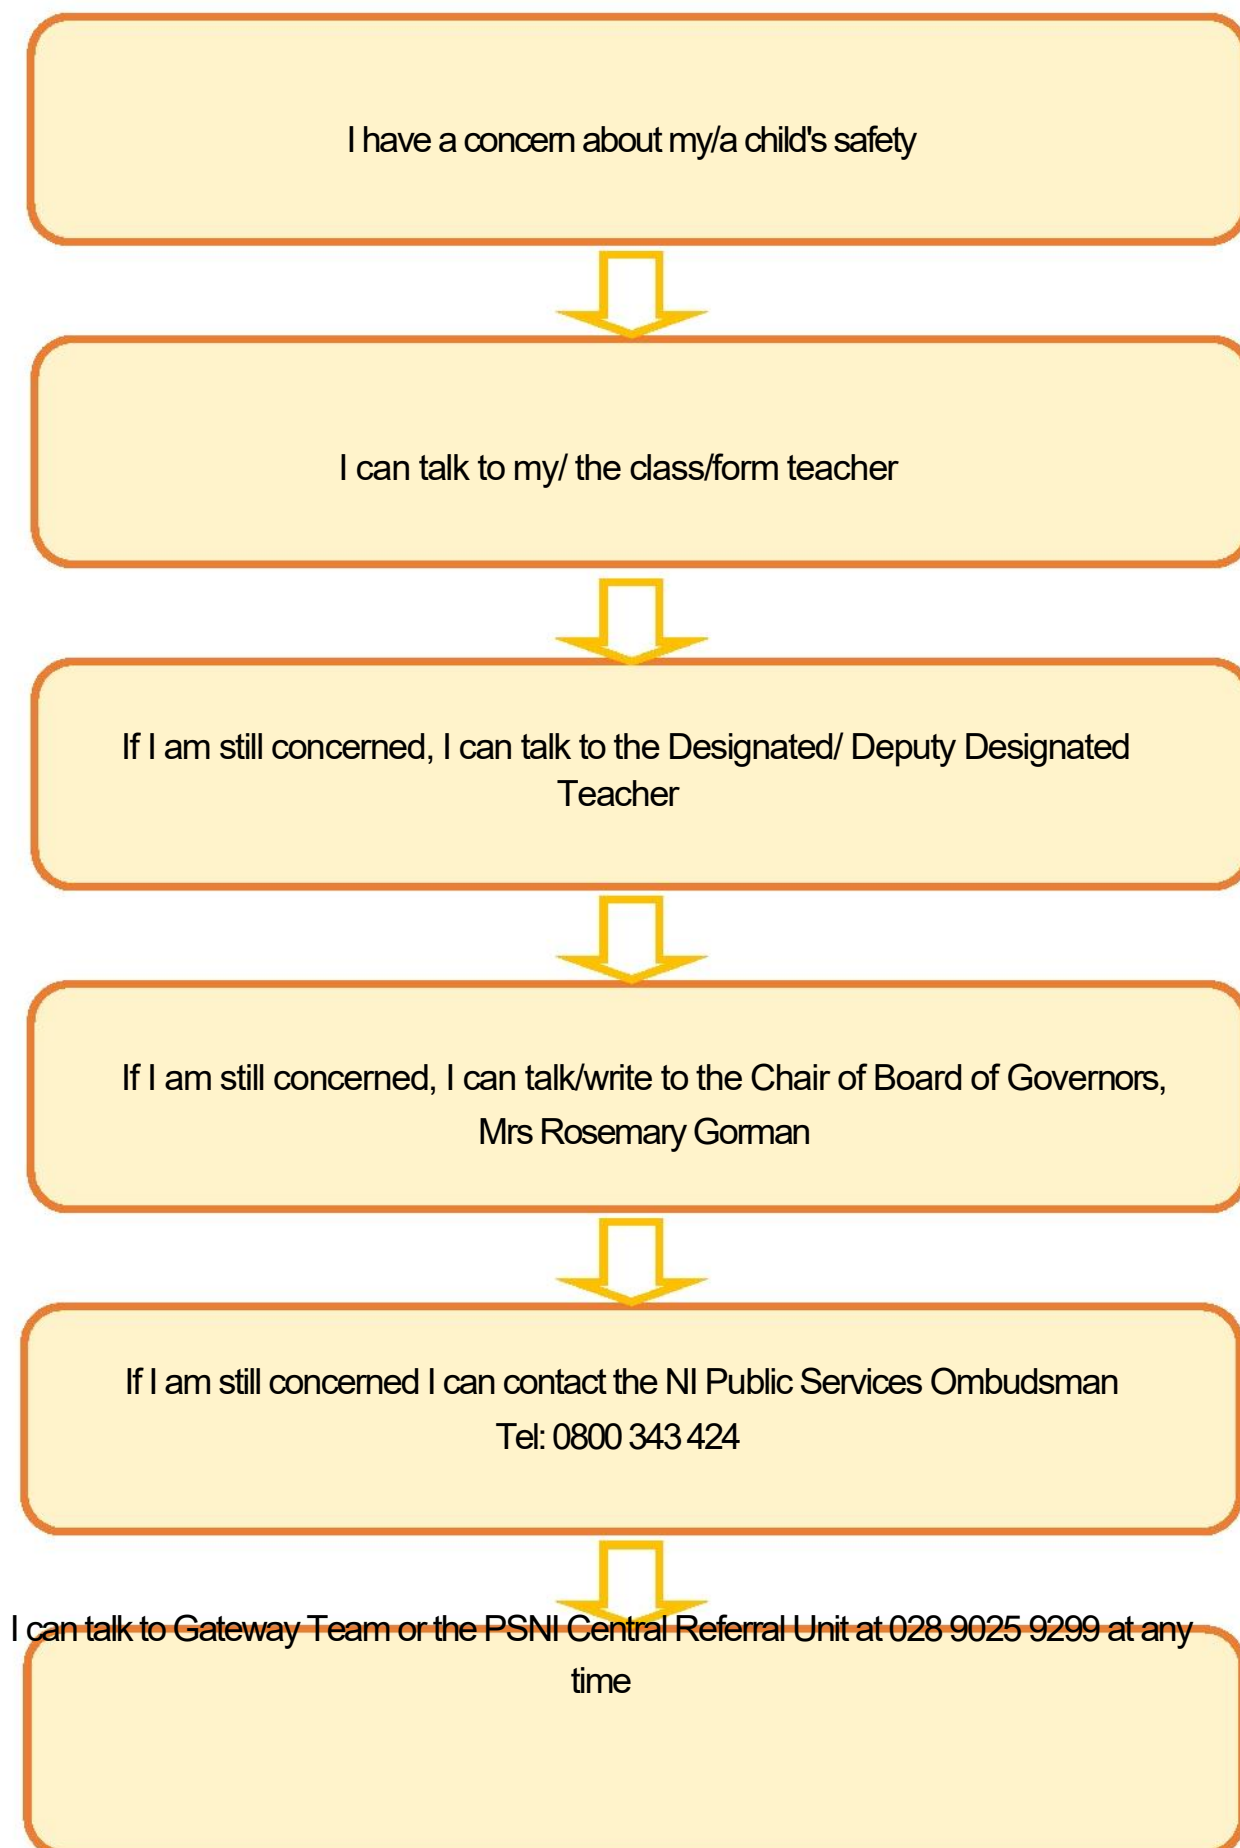 I have a concern about my/a child's safety
I can talk to my/ the class/form teacher
If I am still concerned, I can talk to the Designated/ Deputy Designated
Teacher
If I am still concerned, I can talk/write to the Chair of Board of Governors,
Mrs Rosemary Gorman
If I am still concerned I can contact the NI Public Services Ombudsman
Tel: 0800 343 424
I can talk to Gateway Team or the PSNI Central Referral Unit at 028 9025 9299 at any
time